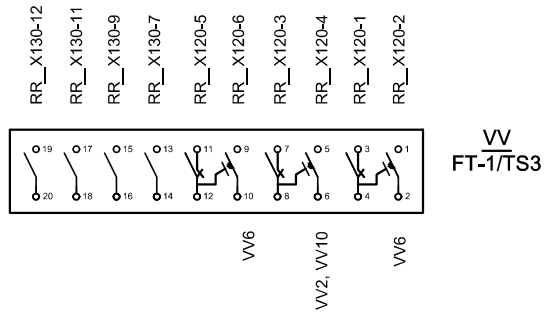 RR_X130-12
RR_X130-11
RR_X130-9
RR_X130-7
RR_X120-5
RR_X120-6
RR_X120-3
RR_X120-4
RR_X120-1
RR_X120-2
19 17 15 13 11 9 7 5 3 1
20 18 16 14 12 10 8 6 4 2
VV
FT-1/TS3
VV6
VV2, VV10
VV6